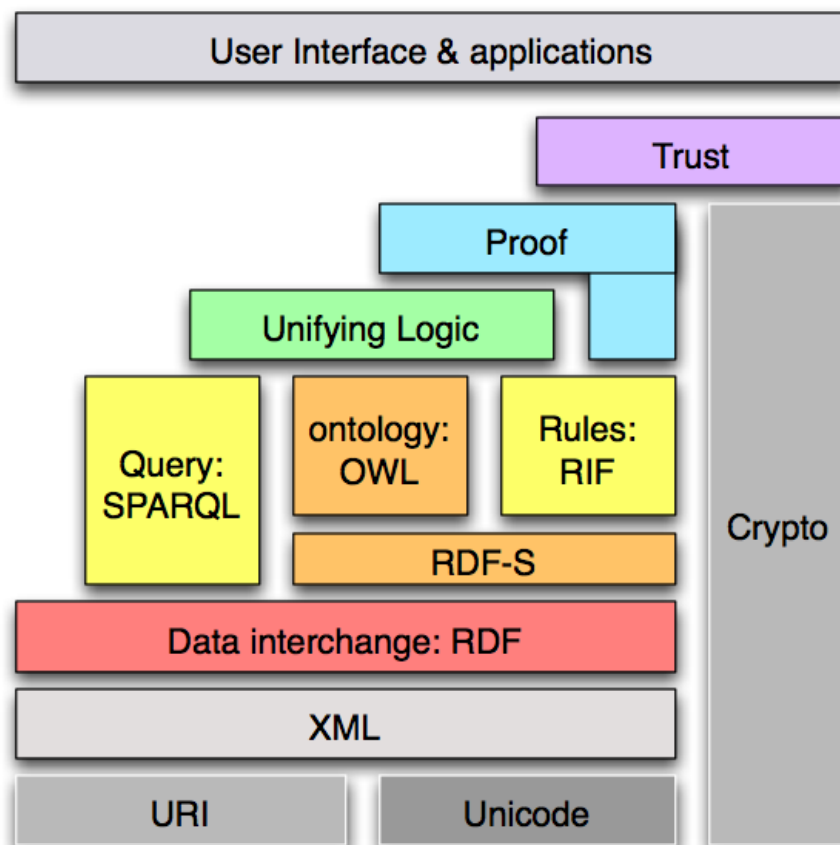 User Interface & applications
Trust
Proof
Unifying Logic
Query:
SPARQL
ontology:
OWL
Rules:
RIF
Crypto
RDF-S
Data interchange: RDF
XML
URI
Unicode